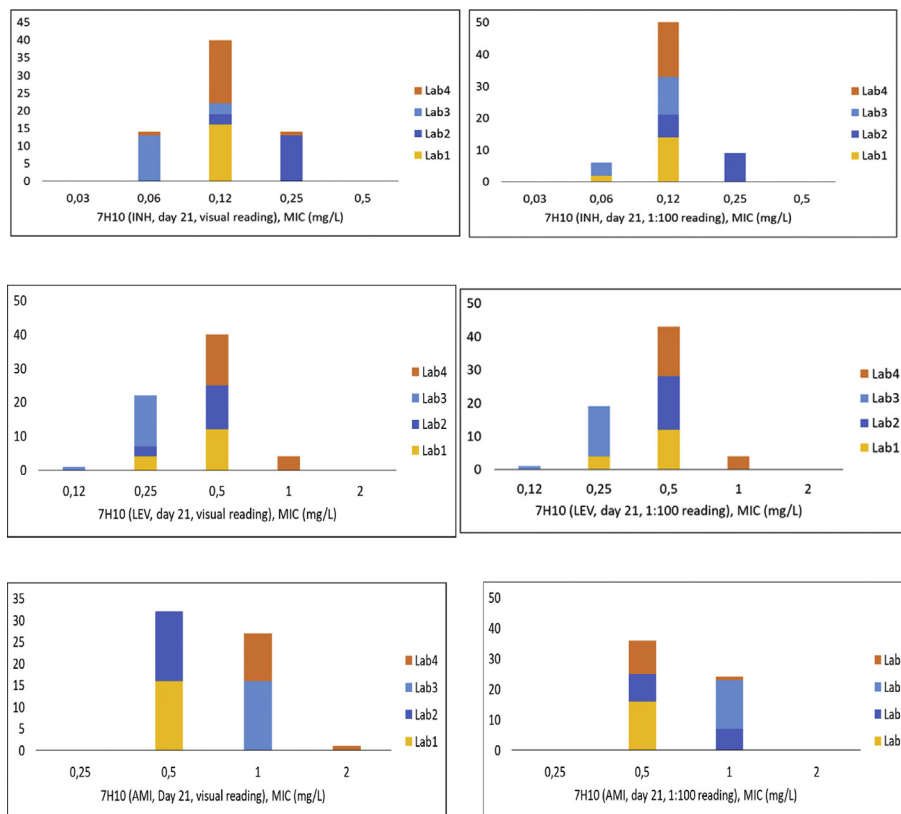 45
40
35
30
25
20
15
10
5
0
0,03 0,06 0,12 0,25 0,5
7H10 (INH, day 21, visual reading), MIC (mg/L)
Lab4
Lab3
Lab2
Lab1
50
40
30
20
10
0
0,03 0,06 0,12 0,25 0,5
7H10 (INH, day 21, 1:100 reading), MIC (mg/L)
Lab4
Lab3
Lab2
Lab1
50
40
30
20
10
0
0,12 0,25 0,5 1 2
7H10 (LEV, day 21, visual reading), MIC (mg/L)
Lab4
Lab3
Lab2
Lab1
50
40
30
20
10
0
0,12 0,25 0,5 1 2
7H10 (LEV, day 21, 1:100 reading), MIC (mg/L)
Lab4
Lab3
Lab2
Lab1
35
30
25
20
15
10
5
0
0,25 0,5 1 2
7H10 (AMI, Day 21, visual reading), MIC (mg/L)
Lab4
Lab3
Lab2
Lab1
50
40
30
20
10
0
0,25 0,5 1 2
7H10 (AMI, day 21, 1:100 reading), MIC (mg/L)
Lab
Lab
Lab
Lab